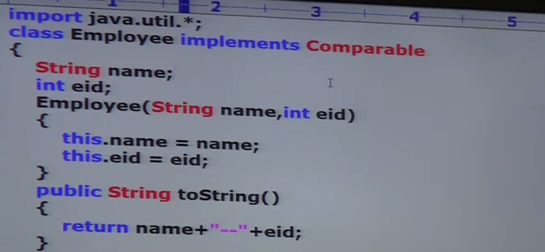 1 2 3 4 5
import java.util.*;
class Employee implements Comparable
{
String name;
int eid;
Employee(String name,int eid)
{
this.name = name;
this.eid = eid;
}
public String toString()
{
return name+"--"+eid;
}